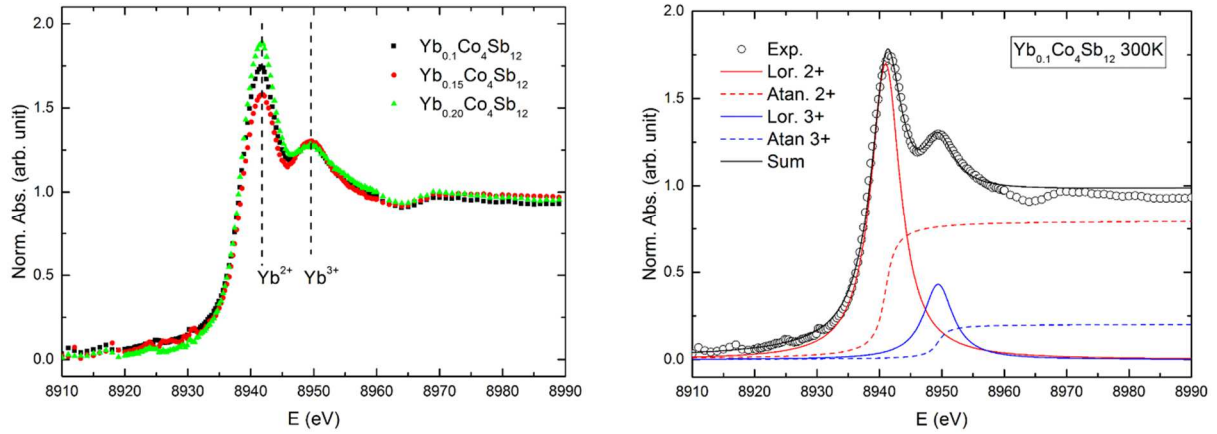 2.0
1.5
1.0
0.5
0.0
Norm. Abs. (arb. unit)
Yb0.1Co4Sb12
Yb0.15Co4Sb12
Yb0.20Co4Sb12
Yb2+ Yb3+
8910 8920 8930 8940 8950 8960 8970 8980 8990
E (eV)
2.0
1.5
1.0
0.5
0.0
Norm. Abs. (arb. unit)
Exp.
Lor. 2+
Atan. 2+
Lor. 3+
Atan 3+
Sum
Yb0.1Co4Sb12 300K
8910 8920 8930 8940 8950 8960 8970 8980 8990
E (eV)